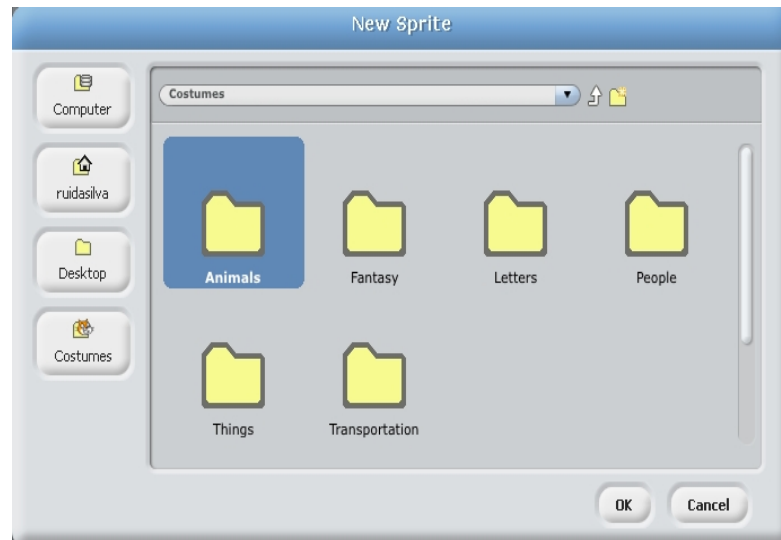 New Sprite
Computer
ruidasilva
Desktop
Costumes
Costumes
Animals
Fantasy
Letters
People
Things
Transportation
OK
Cancel